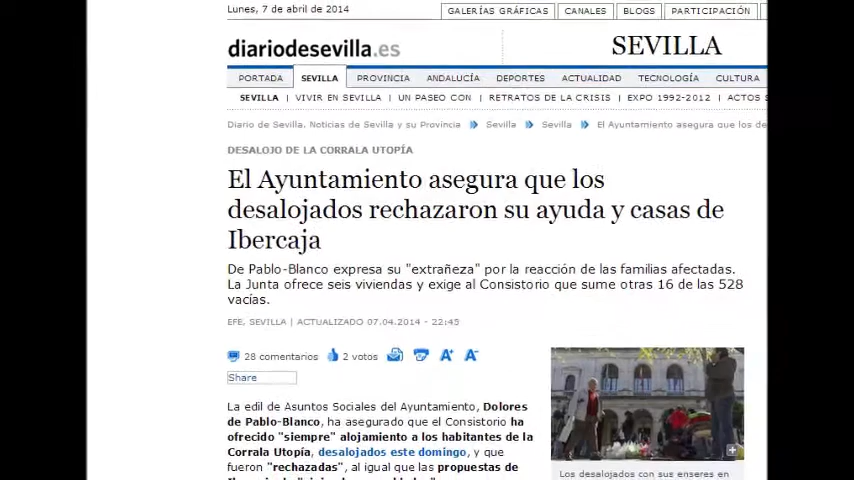 Lunes, 7 de abril de 2014
GALERÍAS GRÁFICAS CANALES BLOGS PARTICIPACIÓN
diariodesevilla.es
SEVILLA
PORTADA SEVILLA PROVINCIA ANDALUCÍA DEPORTES ACTUALIDAD TECNOLOGÍA CULTURA
SEVILLA | VIVIR EN SEVILLA | UN PASEO CON | RETRATOS DE LA CRISIS | EXPO 1992-2012 | ACTOS
Diario de Sevilla. Noticias de Sevilla y su Provincia Sevilla Sevilla El Ayuntamiento asegura que los de
DESALOJO DE LA CORRALA UTOPÍA
El Ayuntamiento asegura que los
desalojados rechazaron su ayuda y casas de
Ibercaja
De Pablo-Blanco expresa su "extrañeza" por la reacción de las familias afectadas.
La Junta ofrece seis viviendas y exige al Consistorio que sume otras 16 de las 528
vacías.
EFE, SEVILLA | ACTUALIZADO 07.04.2014 - 22:45
28 comentarios 2 votos A+ A-
Share
La edil de Asuntos Sociales del Ayuntamiento, Dolores
de Pablo-Blanco, ha asegurado que el Consistorio ha
ofrecido "siempre" alojamiento a los habitantes de la
Corrala Utopía, desalojados este domingo, y que
fueron "rechazadas", al igual que las propuestas de
Los desalojados con sus enseres en